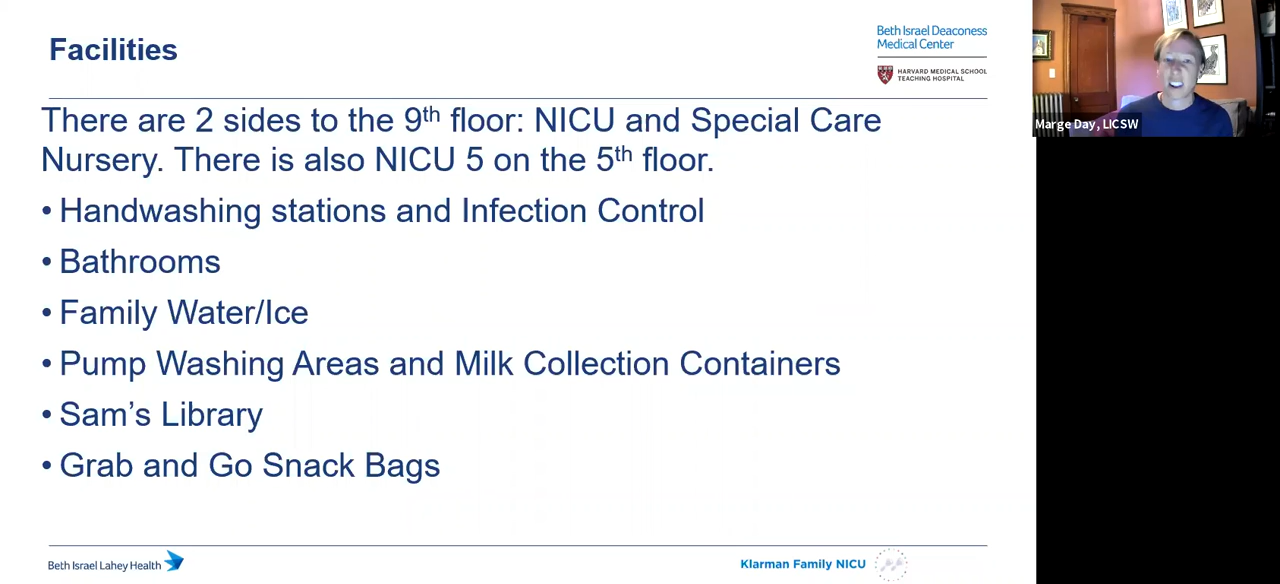 Facilities
Beth Israel Deaconess
Medical Center
HARVARD MEDICAL SCHOOL
TEACHING HOSPITAL
There are 2 sides to the 9th floor: NICU and Special Care
Nursery. There is also NICU 5 on the 5th floor.
• Handwashing stations and Infection Control
• Bathrooms
• Family Water/Ice
• Pump Washing Areas and Milk Collection Containers
• Sam's Library
• Grab and Go Snack Bags
Beth Israel Lahey Health
Klarman Family NICU
Marge Day, LICSW